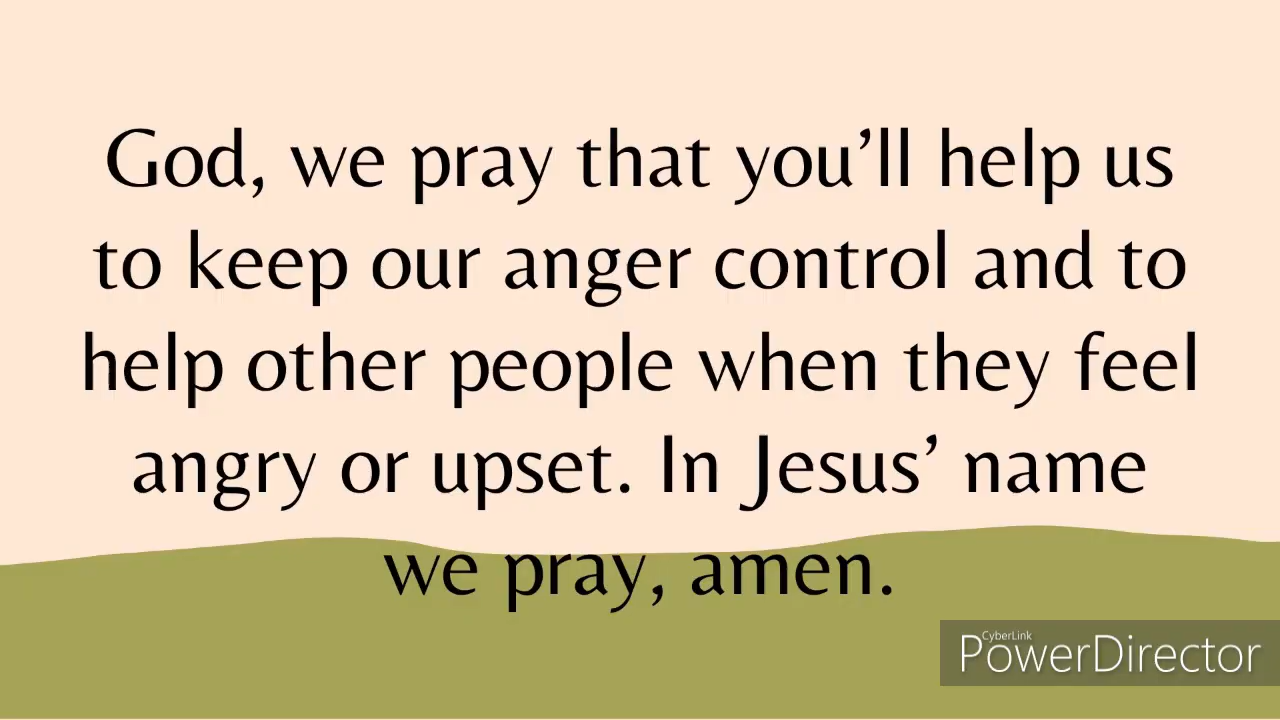 God, we pray that you’ll help us
to keep our anger control and to
help other people when they feel
angry or upset. In Jesus’ name
we pray, amen.
CyberLink
PowerDirector